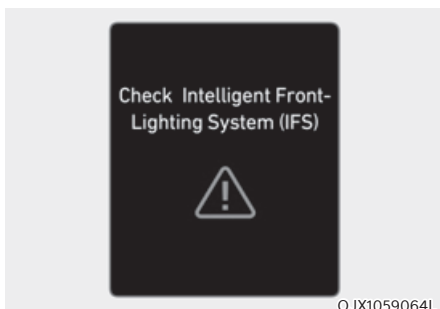 Check Intelligent Front-
Lighting System (IFS)
OJX1059064L